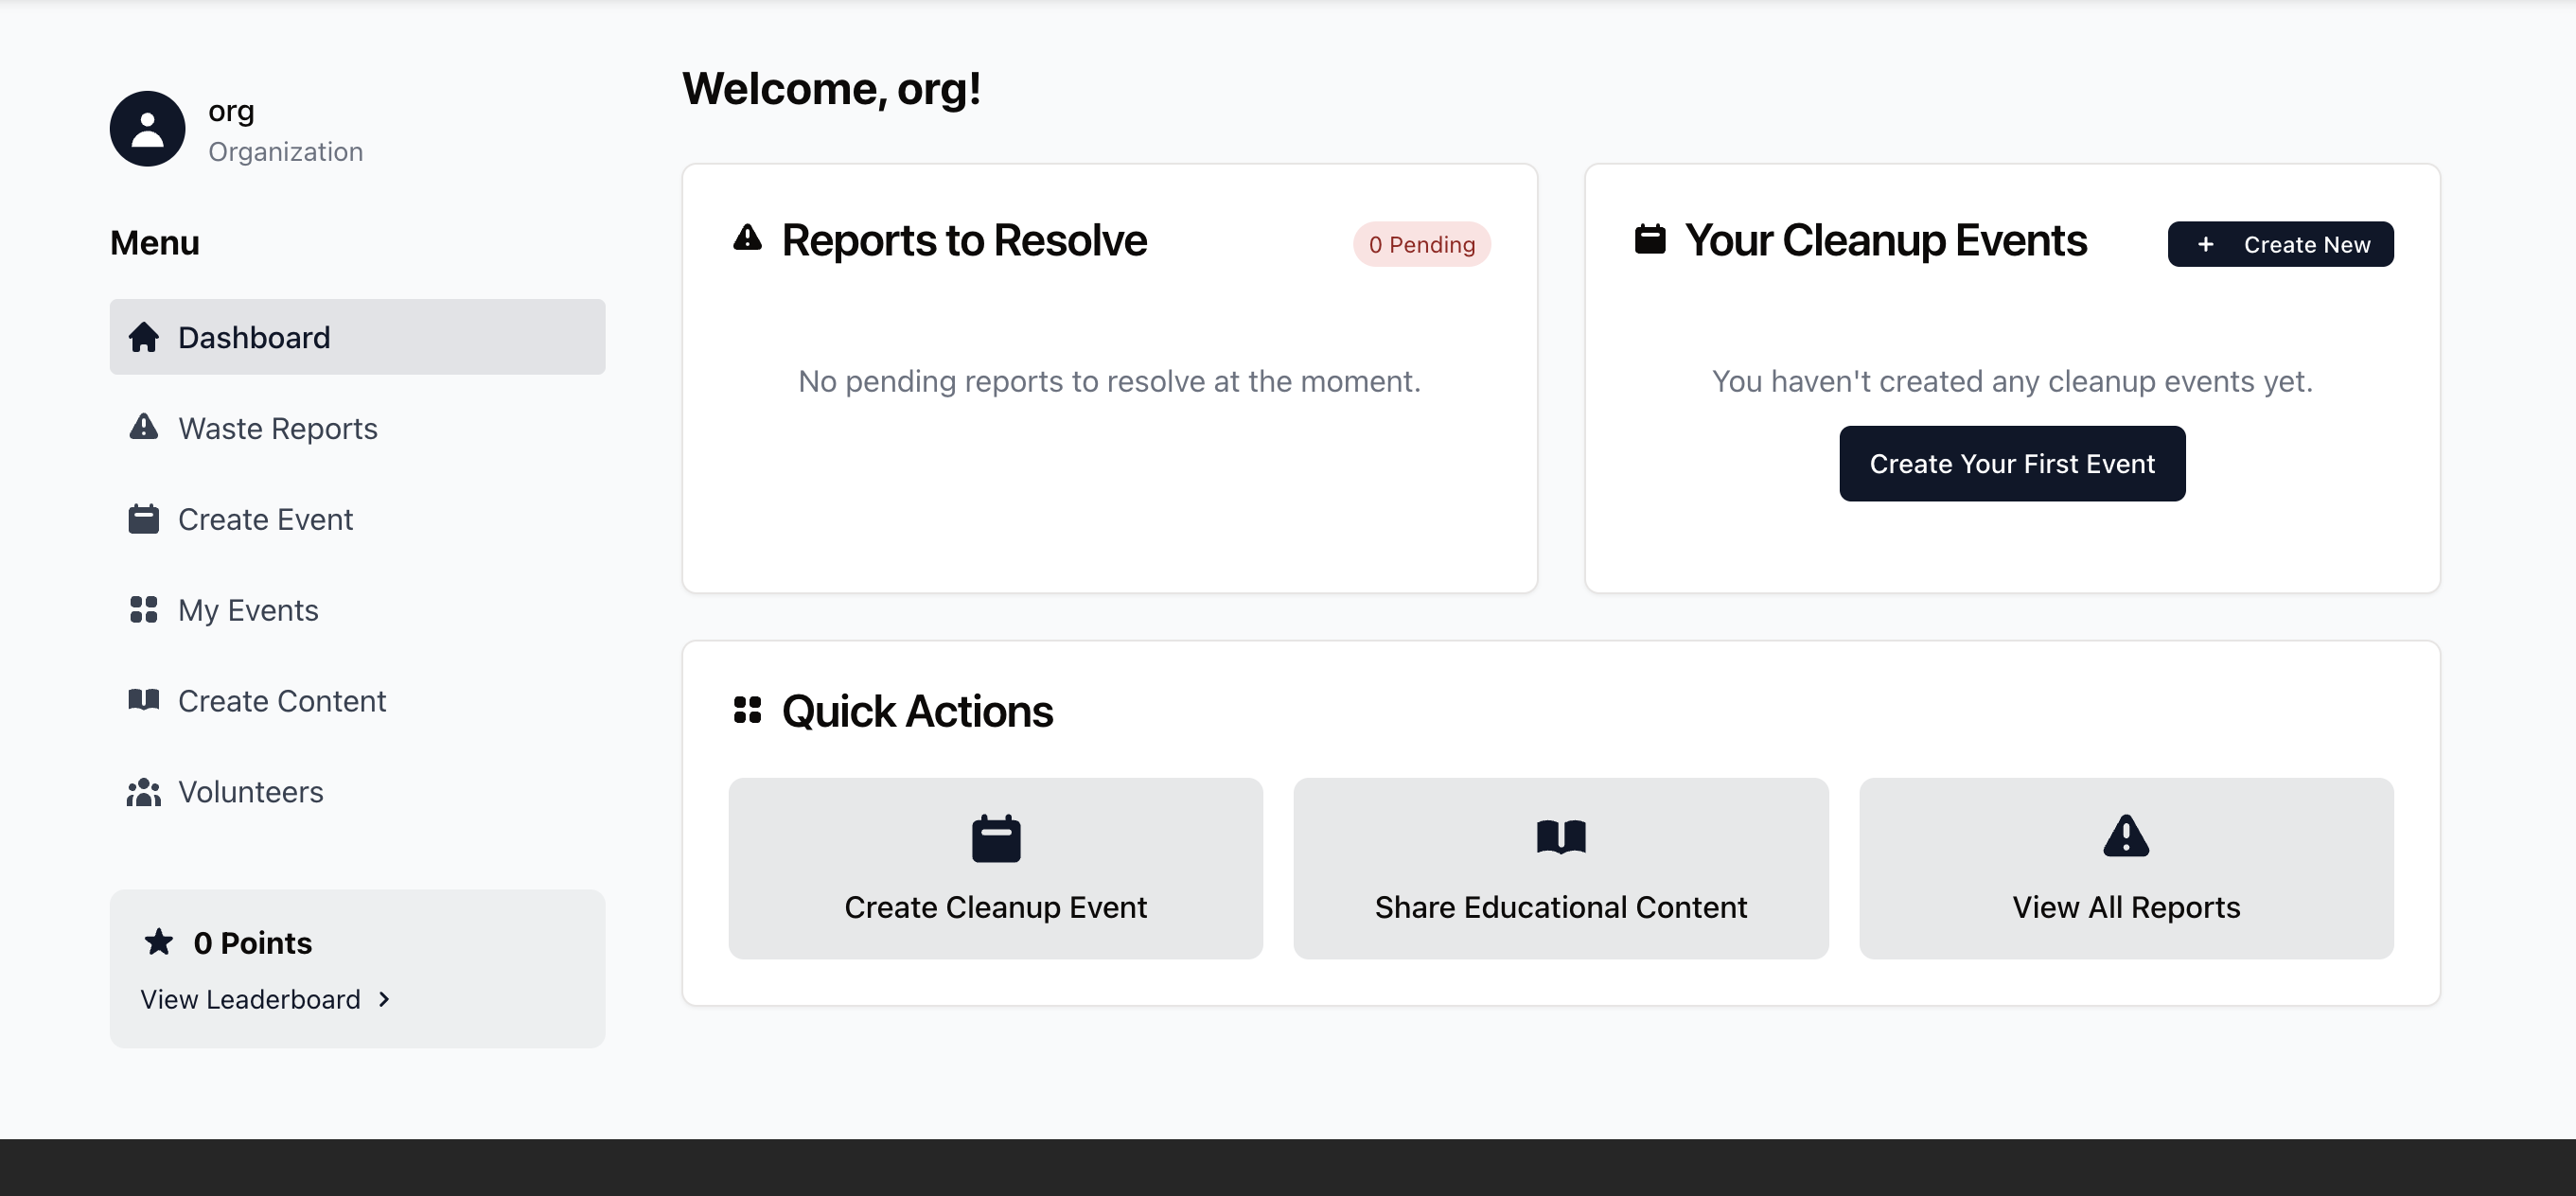 org
Organization
Menu
Dashboard
Waste Reports
Create Event
My Events
Create Content
Volunteers
0 Points
View Leaderboard
Welcome, org!
Reports to Resolve
0 Pending
No pending reports to resolve at the moment.
Your Cleanup Events
+ Create New
You haven't created any cleanup events yet.
Create Your First Event
Quick Actions
Create Cleanup Event
Share Educational Content
View All Reports